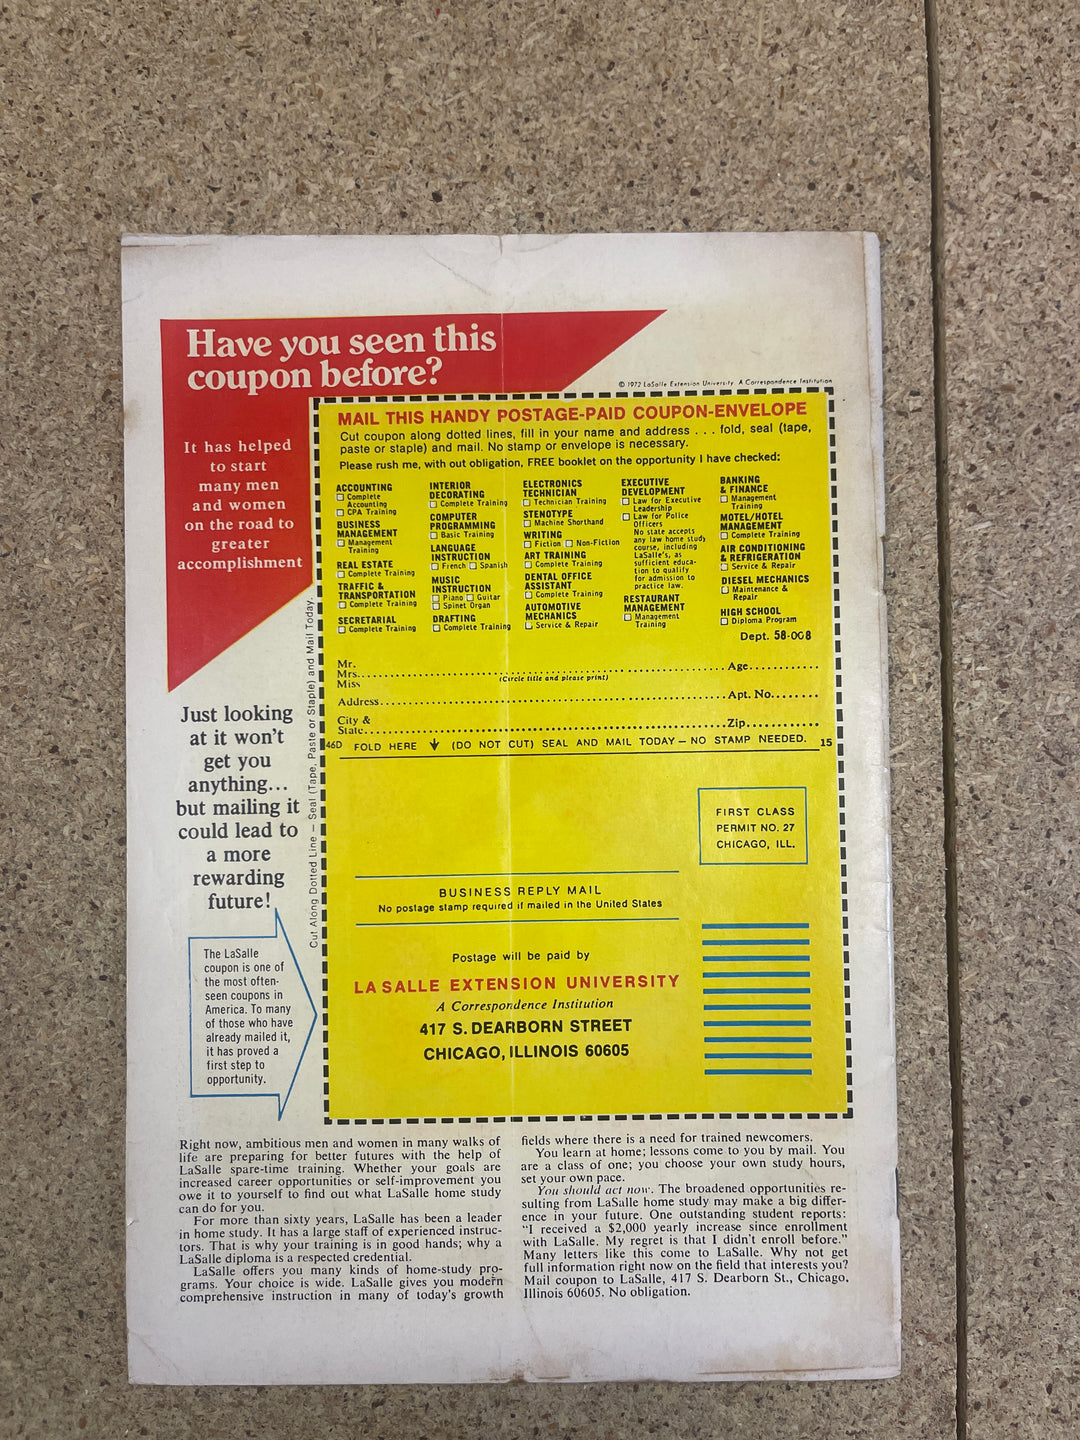 Have you seen this
coupon before?
It has helped
to start
many men
and women
on the road to
greater
accomplishment
Just looking
at it won't
get you
anything...
but mailing it
could lead to
a more
rewarding
future!
The LaSalle
coupon is one of
the most often-
seen coupons in
America. To many
of those who have
already mailed it,
it has proved a
first step to
opportunity.
Cut Along Dotted Line — Seal (Tape, Paste or Staple) and Mail Today.
© 1972 LaSalle Extension University. A Correspondence Institution
MAIL THIS HANDY POSTAGE-PAID COUPON-ENVELOPE
Cut coupon along dotted lines, fill in your name and address . . . fold, seal (tape,
paste or staple) and mail. No stamp or envelope is necessary.
Please rush me, with out obligation, FREE booklet on the opportunity I have checked:
ACCOUNTING
Complete
Accounting
CPA Training
BUSINESS
MANAGEMENT
Management
Training
REAL ESTATE
Complete Training
TRAFFIC &
TRANSPORTATION
Complete Training
SECRETARIAL
Complete Training
INTERIOR
DECORATING
Complete Training
COMPUTER
PROGRAMMING
Basic Training
LANGUAGE
INSTRUCTION
French Spanish
MUSIC
INSTRUCTION
Piano Guitar
Spinet Organ
DRAFTING
Complete Training
ELECTRONICS
TECHNICIAN
Technician Training
STENOTYPE
Machine Shorthand
WRITING
Fiction Non-Fiction
ART TRAINING
Complete Training
DENTAL OFFICE
ASSISTANT
Complete Training
AUTOMOTIVE
MECHANICS
Service & Repair
EXECUTIVE
DEVELOPMENT
Law for Executive
Leadership
Law for Police
Officers
No state accepts
any law home study
course, including
LaSalle's, as
sufficient educa-
tion to qualify
for admission to
practice law.
RESTAURANT
MANAGEMENT
Management
Training
BANKING
& FINANCE
Management
Training
MOTEL/HOTEL
MANAGEMENT
Complete Training
AIR CONDITIONING
& REFRIGERATION
Service & Repair
DIESEL MECHANICS
Maintenance &
Repair
HIGH SCHOOL
Diploma Program
Dept. 58-008
Mr.
Mrs. Age
Miss (Circle title and please print)
Address Apt. No.
City &
State Zip
46D FOLD HERE ↓ (DO NOT CUT) SEAL AND MAIL TODAY — NO STAMP NEEDED. 15
FIRST CLASS
PERMIT NO. 27
CHICAGO, ILL.
BUSINESS REPLY MAIL
No postage stamp required if mailed in the United States
Postage will be paid by
LA SALLE EXTENSION UNIVERSITY
A Correspondence Institution
417 S. DEARBORN STREET
CHICAGO, ILLINOIS 60605
Right now, ambitious men and women in many walks of
life are preparing for better futures with the help of
LaSalle spare-time training. Whether your goals are
increased career opportunities or self-improvement you
owe it to yourself to find out what LaSalle home study
can do for you.
For more than sixty years, LaSalle has been a leader
in home study. It has a large staff of experienced instruc-
tors. That is why your training is in good hands; why a
LaSalle diploma is a respected credential.
LaSalle offers you many kinds of home-study pro-
grams. Your choice is wide. LaSalle gives you modern
comprehensive instruction in many of today's growth
fields where there is a need for trained newcomers.
You learn at home; lessons come to you by mail. You
are a class of one; you choose your own study hours,
set your own pace.
You should act now. The broadened opportunities re-
sulting from LaSalle home study may make a big differ-
ence in your future. One outstanding student reports:
"I received a $2,000 yearly increase since enrollment
with LaSalle. My regret is that I didn't enroll before."
Many letters like this come to LaSalle. Why not get
full information right now on the field that interests you?
Mail coupon to LaSalle, 417 S. Dearborn St., Chicago,
Illinois 60605. No obligation.